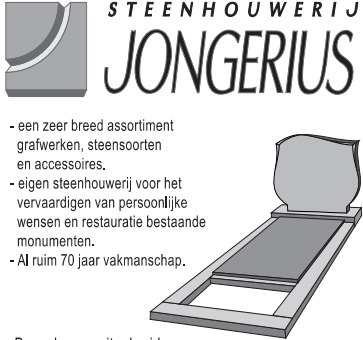 STEENHOUWERIJ
JONGERIUS
- een zeer breed assortiment
grafwerken, steensoorten
en accessoires.
- eigen steenhouwerij voor het
vervaardigen van persoonlijke
wensen en restauratie bestaande
monumenten.
- Al ruim 70 jaar vakmanschap.